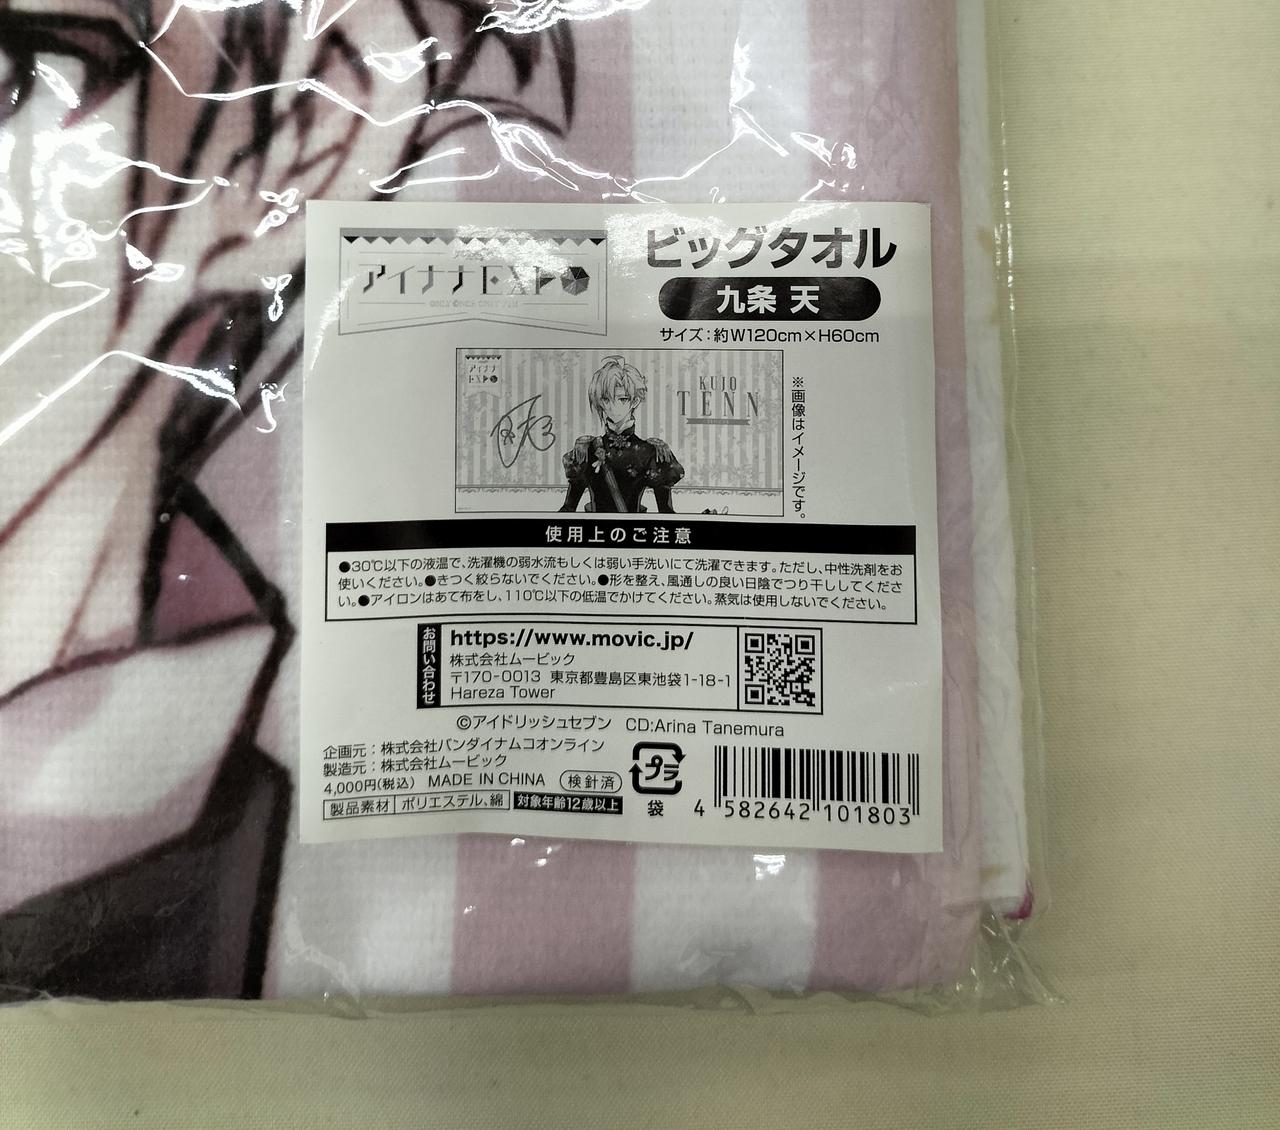 アイナナEXPO
ONLY ONCE, ONLY 7TH
ビッグタオル
九条 天
サイズ:約W120cm×H60cm
アイナナ
EXPO
KUJO
TENN
※画像はイメージです。
使用上のご注意
●30℃以下の液温で、洗濯機の弱水流もしくは弱い手洗いにて洗濯できます。ただし、中性洗剤をお
使いください。●きつく絞らないでください。●形を整え、風通しの良い日陰でつり干ししてくださ
い。●アイロンはあて布をし、110℃以下の低温でかけてください。蒸気は使用しないでください。
お問い合わせ
https://www.movic.jp/
株式会社ムービック
〒170-0013 東京都豊島区東池袋1-18-1
Hareza Tower
©アイドリッシュセブン CD:Arina Tanemura
企画元:株式会社バンダイナムコオンライン
製造元:株式会社ムービック
4,000円(税込) MADE IN CHINA 検針済
製品素材 ポリエステル、綿 対象年齢12歳以上
プラ
袋
4 582642 101803